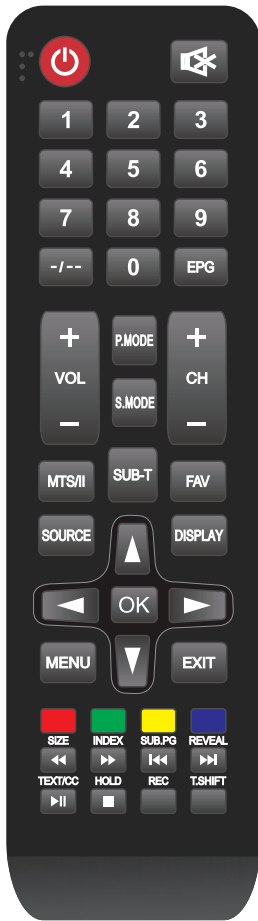 1 2 3
4 5 6
7 8 9
-/-- 0 EPG
+ P.MODE +
VOL CH
- S.MODE -
MTS/II SUB-T FAV
SOURCE DISPLAY
OK
MENU EXIT
SIZE INDEX SUB.PG REVEAL
TEXT/CC HOLD REC T.SHIFT